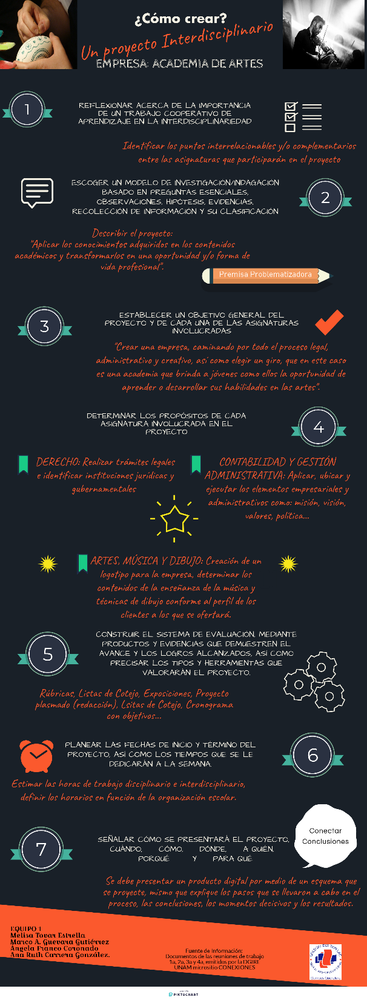 ¿Cómo crear?
Un proyecto Interdisciplinario
EMPRESA: ACADEMIA DE ARTES
1
REFLEXIONAR ACERCA DE LA IMPORTANCIA
DE UN TRABAJO COOPERATIVO DE
APRENDIZAJE EN LA INTERDISCIPLINARIEDAD
Identificar los puntos interrelacionables y/o complementarios
entre las asignaturas que participarán en el proyecto
ESCOGER UN MODELO DE INVESTIGACIÓN/INDAGACIÓN
BASADO EN PREGUNTAS ESENCIALES,
OBSERVACIONES, HIPÓTESIS, EVIDENCIAS,
RECOLECCIÓN DE INFORMACIÓN Y SU CLASIFICACIÓN
2
Describir el proyecto:
"Aplicar los conocimientos adquiridos en los contenidos
académicos y transformarlos en una oportunidad y/o forma de
vida profesional".
Premisa Problematizadora
3
ESTABLECER UN OBJETIVO GENERAL DEL
PROYECTO Y DE CADA UNA DE LAS ASIGNATURAS
INVOLUCRADAS
"Crear una empresa, caminando por todo el proceso legal,
administrativo y creativo, así como elegir un giro, que en este caso
es una academia que brinda a jóvenes como ellos la oportunidad de
aprender o desarrollar sus habilidades en las artes".
DETERMINAR LOS PROPÓSITOS DE CADA
ASIGNATURA INVOLUCRADA EN EL
PROYECTO
4
DERECHO: Realizar trámites legales
e identificar instituciones jurídicas y
gubernamentales
CONTABILIDAD Y GESTIÓN
ADMINISTRATIVA: Aplicar, ubicar y
ejecutar los elementos empresariales y
administrativos como: misión, visión,
valores, política...
ARTES, MÚSICA Y DIBUJO: Creación de un
logotipo para la empresa, determinar los
contenidos de la enseñanza de la música y
técnicas de dibujo conforme al perfil de los
clientes a los que se ofertará.
5
CONSTRUIR EL SISTEMA DE EVALUACIÓN, MEDIANTE
PRODUCTOS Y EVIDENCIAS QUE DEMUESTREN EL
AVANCE Y LOS LOGROS ALCANZADOS, ASÍ COMO
PRECISAR LOS TIPOS Y HERRAMIENTAS QUE
VALORARÁN EL PROYECTO.
Rúbricas, Listas de Cotejo, Exposiciones, Proyecto
plasmado (redacción), Lsitas de Cotejo, Cronograma
con objetivos...
PLANEAR LAS FECHAS DE INICIO Y TÉRMINO DEL
PROYECTO, ASÍ COMO LOS TIEMPOS QUE SE LE
DEDICARÁN A LA SEMANA.
6
Estimar las horas de trabajo disciplinario e interdisciplinario,
definir los horarios en función de la organización escolar.
Conectar
Conclusiones
7
SEÑALAR CÓMO SE PRESENTARÁ EL PROYECTO,
CUÁNDO, CÓMO, DÓNDE, A QUIÉN,
PORQUÉ Y PARA QUÉ
Se debe presentar un producto digital por medio de un esquema que
se proyecte, mismo que explique los pasos que se llevaron a cabo en el
proceso, las conclusiones, los momentos decisivos y los resultados.
EQUIPO 1
Melisa Tovar Estrella
Marco A. Guevara Gutiérrez
Ángela Franco Coronado
Ana Ruth Carrera González.
Fuente de Información:
Documentos de las reuniones de trabajo
1a, 2a, 3a y 4a, emitidos por la DGIRE
UNAM micrositio CONEXIONES
COLEGIO DEL TEPEYAC
Campus Querétaro
PIKTOCHART